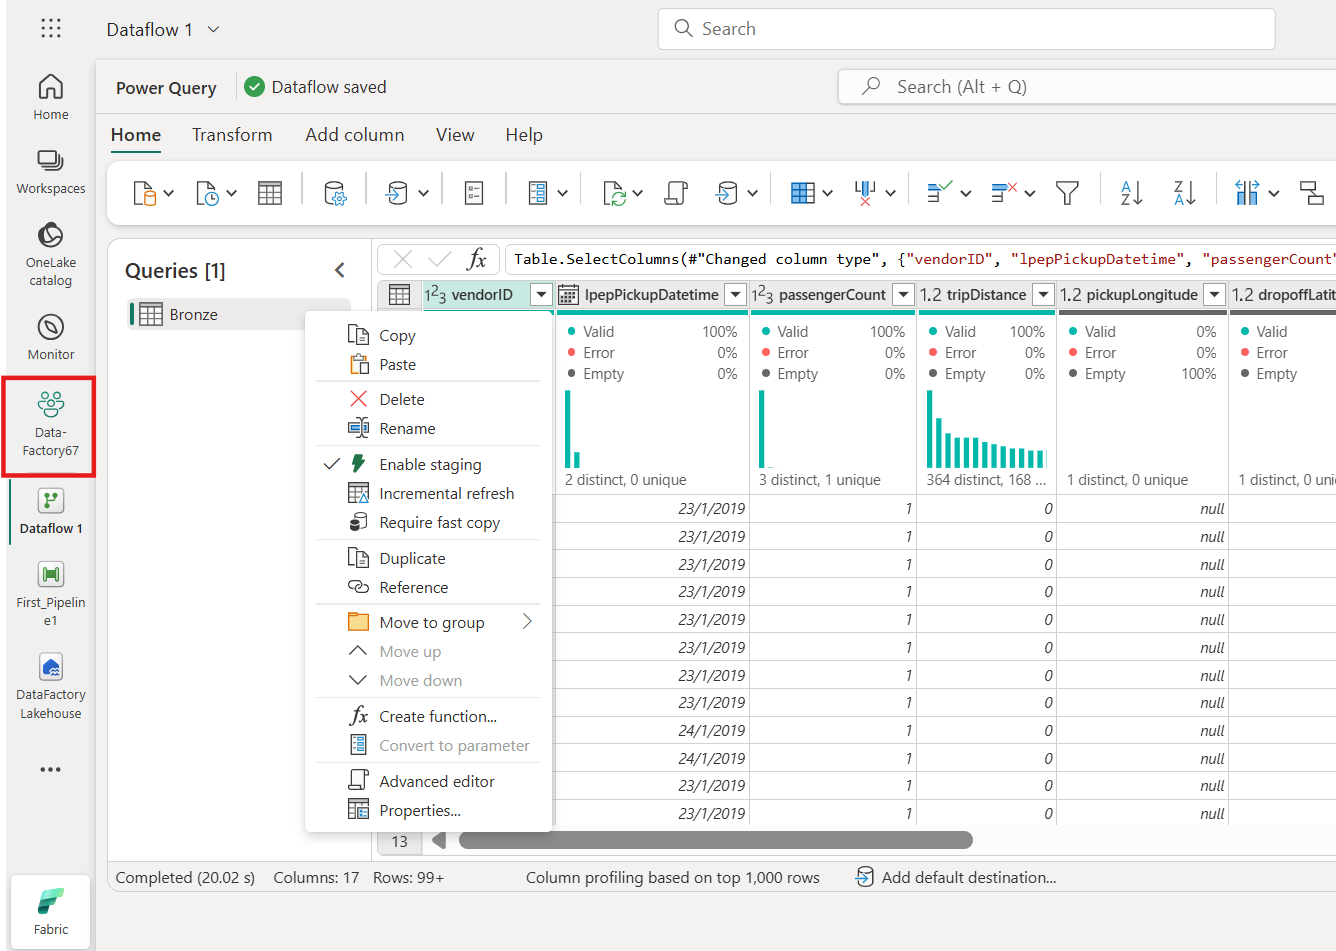 Dataflow 1
Search
Home
Workspaces
OneLake
catalog
Monitor
Data-
Factory67
Dataflow 1
First_Pipelin
e1
DataFactory
Lakehouse
Fabric
Power Query
Dataflow saved
Search (Alt + Q)
Home Transform Add column View Help
Queries [1]
Bronze
fx Table.SelectColumns(#"Changed column type", {"vendorID", "lpepPickupDatetime", "passengerCount"
1 2 3 vendorID lpepPickupDatetime 1 2 3 passengerCount 1.2 tripDistance 1.2 pickupLongitude 1.2 dropoffLatit
Valid 100% Valid 100% Valid 100% Valid 0% Valid
Error 0% Error 0% Error 0% Error 0% Error
Empty 0% Empty 0% Empty 0% Empty 100% Empty
2 distinct, 0 unique 3 distinct, 1 unique 364 distinct, 168 ... 1 distinct, 0 unique 1 distinct, 0 uni
23/1/2019 1 0 null
23/1/2019 1 0 null
23/1/2019 1 0 null
23/1/2019 1 0 null
23/1/2019 1 0 null
23/1/2019 1 0 null
23/1/2019 1 0 null
23/1/2019 1 0 null
24/1/2019 1 0 null
24/1/2019 1 0 null
23/1/2019 1 0 null
23/1/2019 1 0 null
13
Copy
Paste
Delete
Rename
Enable staging
Incremental refresh
Require fast copy
Duplicate
Reference
Move to group
Move up
Move down
fx Create function...
Convert to parameter
Advanced editor
Properties...
Completed (20.02 s) Columns: 17 Rows: 99+ Column profiling based on top 1,000 rows Add default destination...